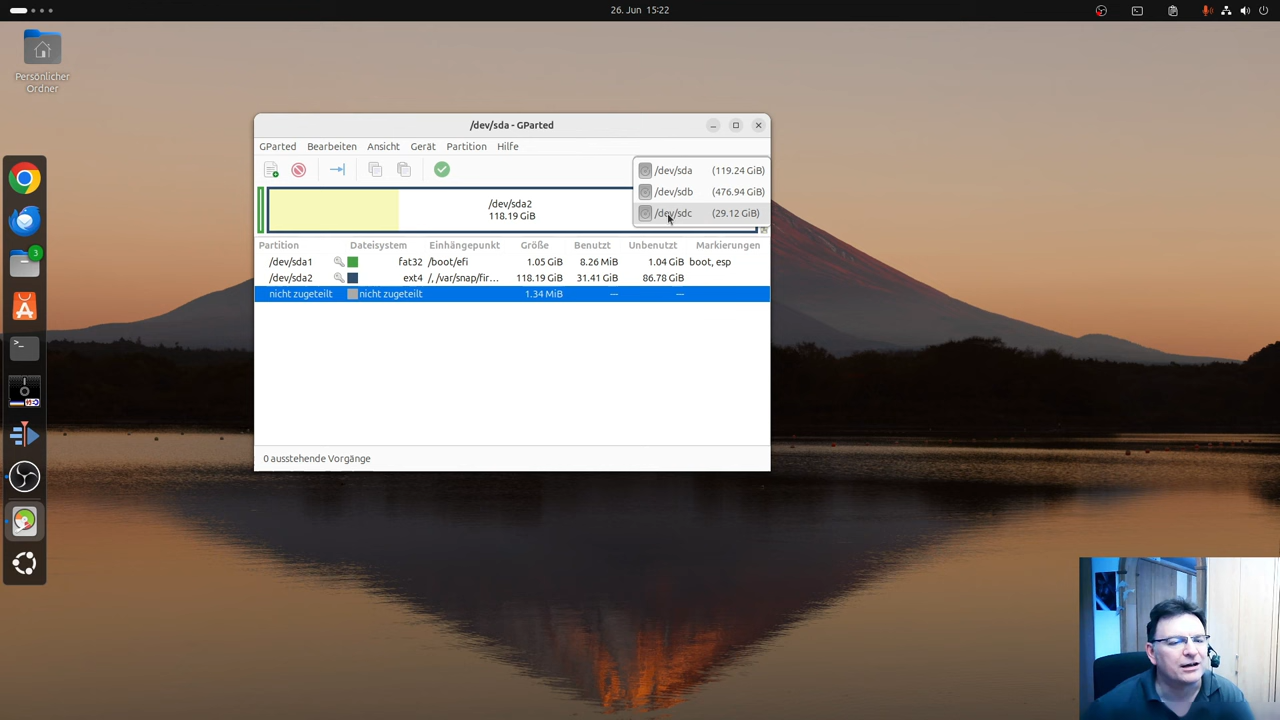 26. Jun 15:22
Persönlicher
Ordner
/dev/sda - GParted
GParted Bearbeiten Ansicht Gerät Partition Hilfe
/dev/sda (119.24 GiB)
/dev/sdb (476.94 GiB)
/dev/sdc (29.12 GiB)
/dev/sda2
118.19 GiB
Partition Dateisystem Einhängepunkt Größe Benutzt Unbenutzt Markierungen
/dev/sda1 fat32 /boot/efi 1.05 GiB 8.26 MiB 1.04 GiB boot, esp
/dev/sda2 ext4 /, /var/snap/fir... 118.19 GiB 31.41 GiB 86.78 GiB
nicht zugeteilt nicht zugeteilt 1.34 MiB --- ---
0 ausstehende Vorgänge
3